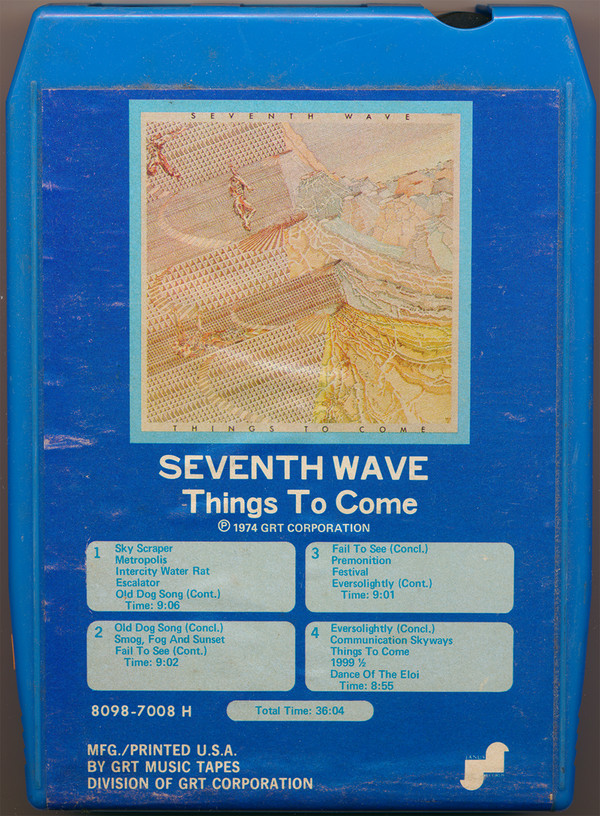 SEVENTH WAVE
THINGS TO COME
SEVENTH WAVE
Things To Come
Ⓟ 1974 GRT CORPORATION
1
Sky Scraper
Metropolis
Intercity Water Rat
Escalator
Old Dog Song (Cont.)
Time: 9:06
2
Old Dog Song (Concl.)
Smog, Fog And Sunset
Fail To See (Cont.)
Time: 9:02
3
Fail To See (Concl.)
Premonition
Festival
Eversolightly (Cont.)
Time: 9:01
4
Eversolightly (Concl.)
Communication Skyways
Things To Come
1999 ½
Dance Of The Eloi
Time: 8:55
8098-7008 H
Total Time: 36:04
MFG./PRINTED U.S.A.
BY GRT MUSIC TAPES
DIVISION OF GRT CORPORATION